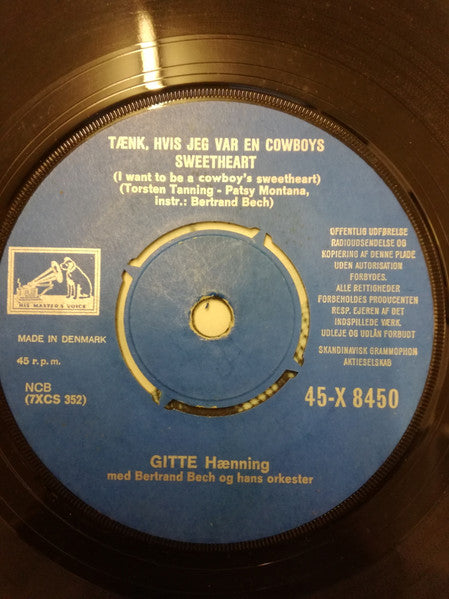 TÆNK, HVIS JEG VAR EN COWBOYS
SWEETHEART
(I want to be a cowboy's sweetheart)
(Torsten Tanning - Patsy Montana,
instr.: Bertrand Bech)
HIS MASTER'S VOICE
MADE IN DENMARK
45 r.p.m.
NCB
(7XCS 352)
OFFENTLIG UDFØRELSE
RADIOUDSENDELSE OG
KOPIERING AF DENNE PLADE
UDEN AUTORISATION
FORBYDES.
ALLE RETTIGHEDER
FORBEHOLDES PRODUCENTEN
RESP. EJEREN AF DET
INDSPILLEDE VÆRK.
UDLEJE OG UDLÅN FORBUDT
SKANDINAVISK GRAMMOPHON
AKTIESELSKAB
45-X 8450
GITTE Hænning
med Bertrand Bech og hans orkester